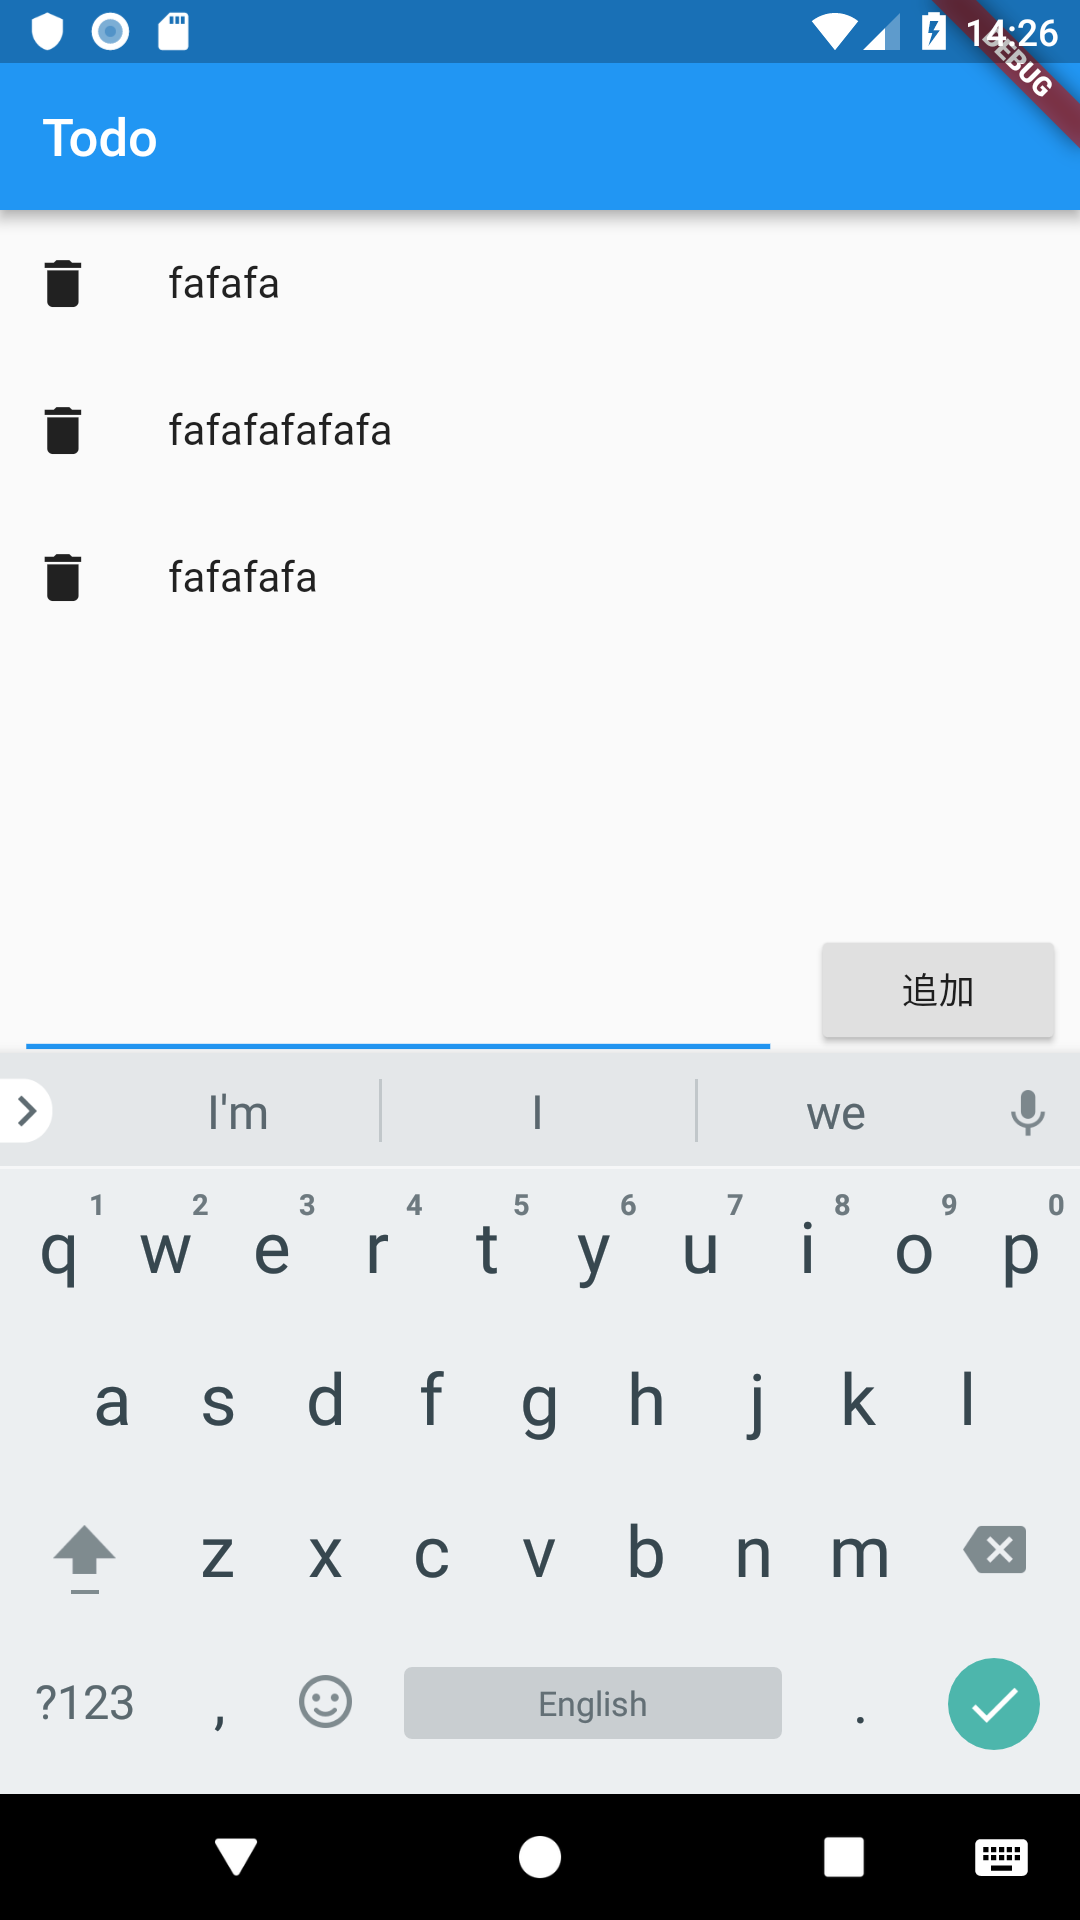 14:26
DEBUG
Todo
fafafa
fafafafafafa
fafafafa
追加
I'm I we
1 2 3 4 5 6 7 8 9 0
q w e r t y u i o p
a s d f g h j k l
z x c v b n m
?123 , English .